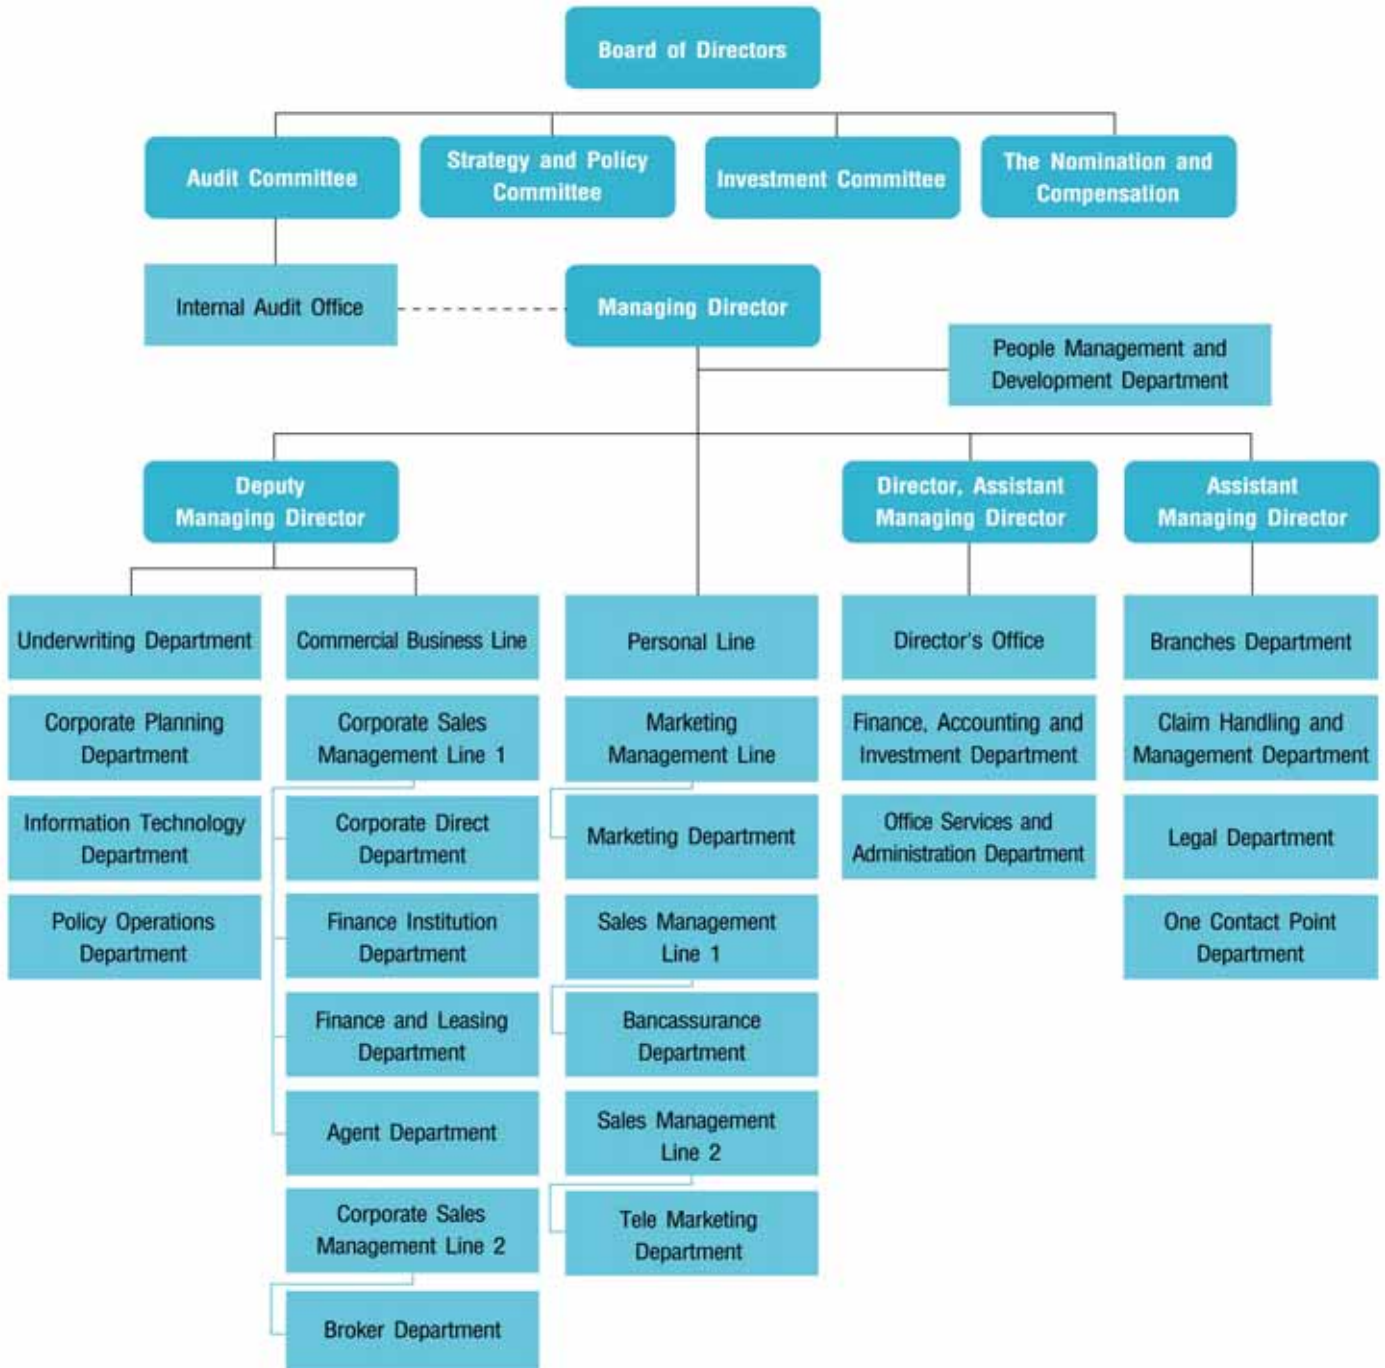 Board of Directors
Audit Committee
Strategy and Policy
Committee
Investment Committee
The Nomination and
Compensation
Internal Audit Office
Managing Director
People Management and
Development Department
Deputy
Managing Director
Director, Assistant
Managing Director
Assistant
Managing Director
Underwriting Department
Corporate Planning
Department
Information Technology
Department
Policy Operations
Department
Commercial Business Line
Corporate Sales
Management Line 1
Corporate Direct
Department
Finance Institution
Department
Finance and Leasing
Department
Agent Department
Corporate Sales
Management Line 2
Broker Department
Personal Line
Marketing
Management Line
Marketing Department
Sales Management
Line 1
Bancassurance
Department
Sales Management
Line 2
Tele Marketing
Department
Director's Office
Finance, Accounting and
Investment Department
Office Services and
Administration Department
Branches Department
Claim Handling and
Management Department
Legal Department
One Contact Point
Department